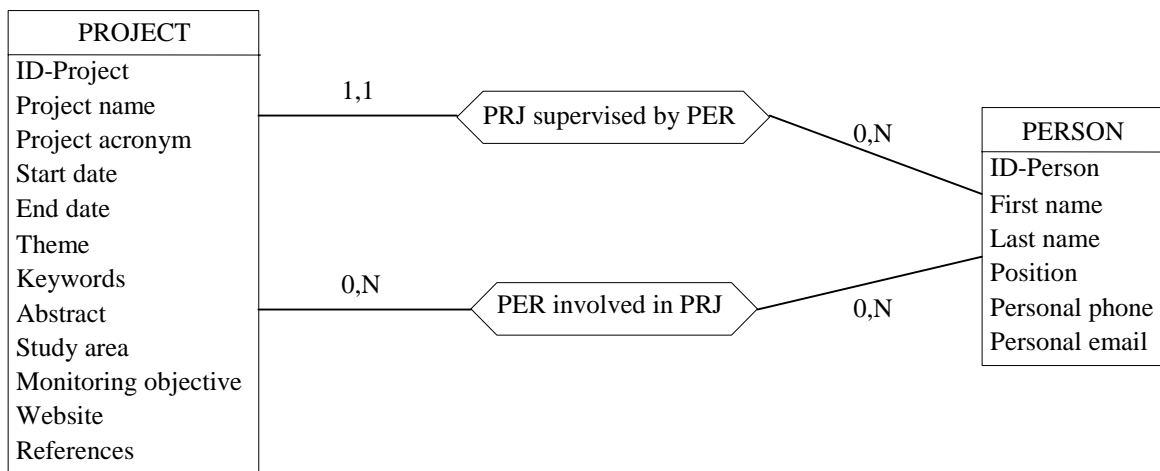 PROJECT
ID-Project
Project name
Project acronym
Start date
End date
Theme
Keywords
Abstract
Study area
Monitoring objective
Website
References
1,1
PRJ supervised by PER
0,N
0,N
PER involved in PRJ
0,N
PERSON
ID-Person
First name
Last name
Position
Personal phone
Personal email